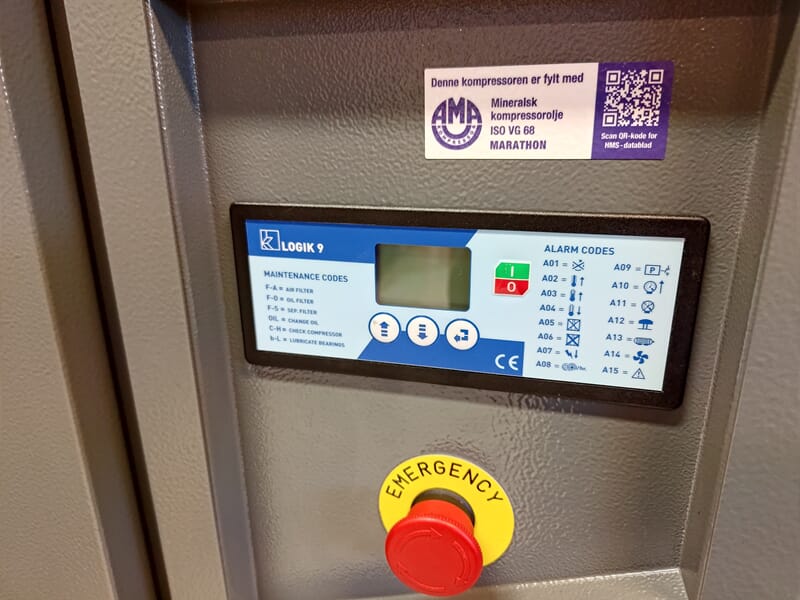 Denne kompressoren er fylt med
AMA
Mineralsk
kompressorolje
ISO VG 68
MARATHON
Scan QR-kode for
HMS-datablad
LOGIK 9
MAINTENANCE CODES
F-A = AIR FILTER
F-O = OIL FILTER
F-S = SEP. FILTER
OIL = CHANGE OIL
C-H = CHECK COMPRESSOR
b-L = LUBRICATE BEARINGS
I
O
CE
ALARM CODES
A01 =
A02 =
A03 =
A04 =
A05 =
A06 =
A07 =
A08 =
A09 = P
A10 =
A11 =
A12 =
A13 =
A14 =
A15 =
EMERGENCY